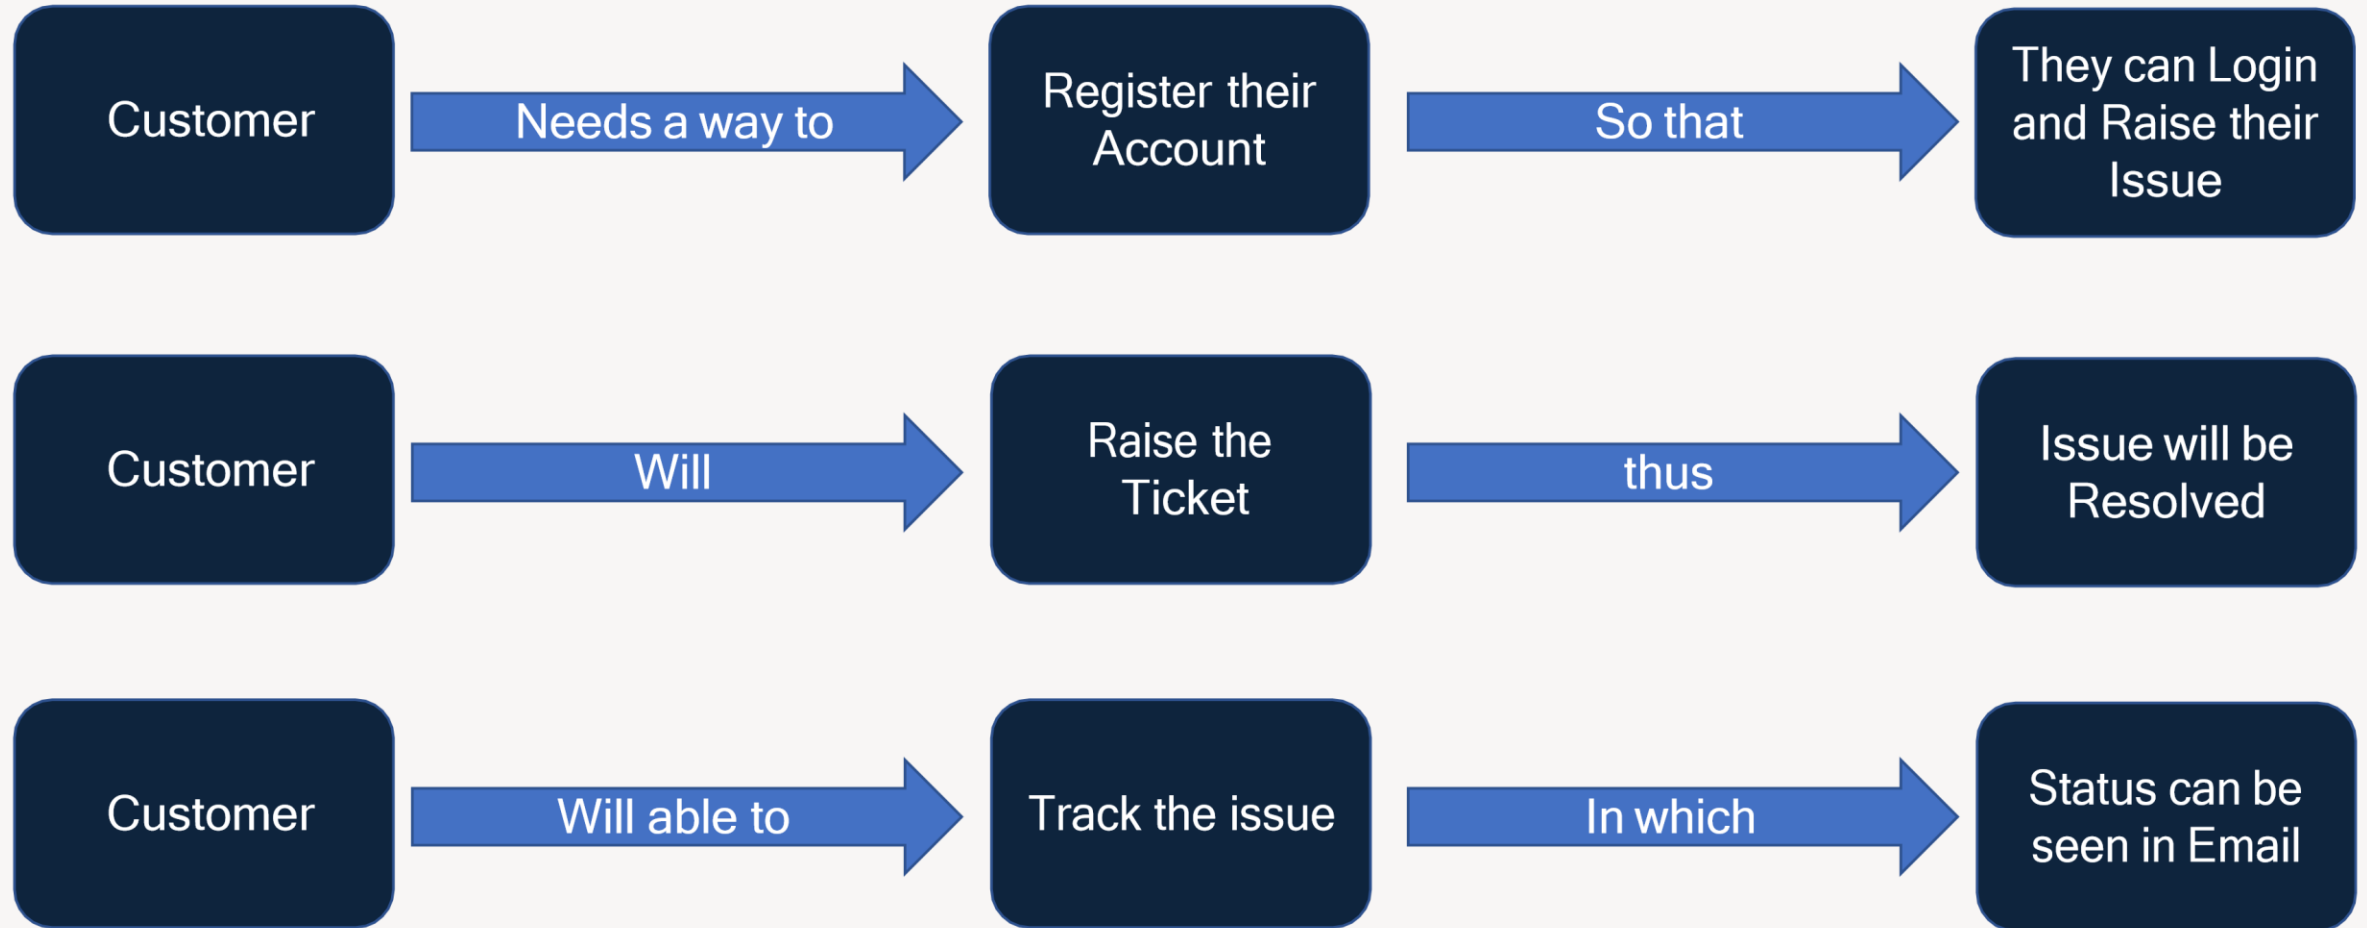 Customer
Needs a way to
Register their
Account
So that
They can Login
and Raise their
Issue
Customer
Will
Raise the
Ticket
thus
Issue will be
Resolved
Customer
Will able to
Track the issue
In which
Status can be
seen in Email